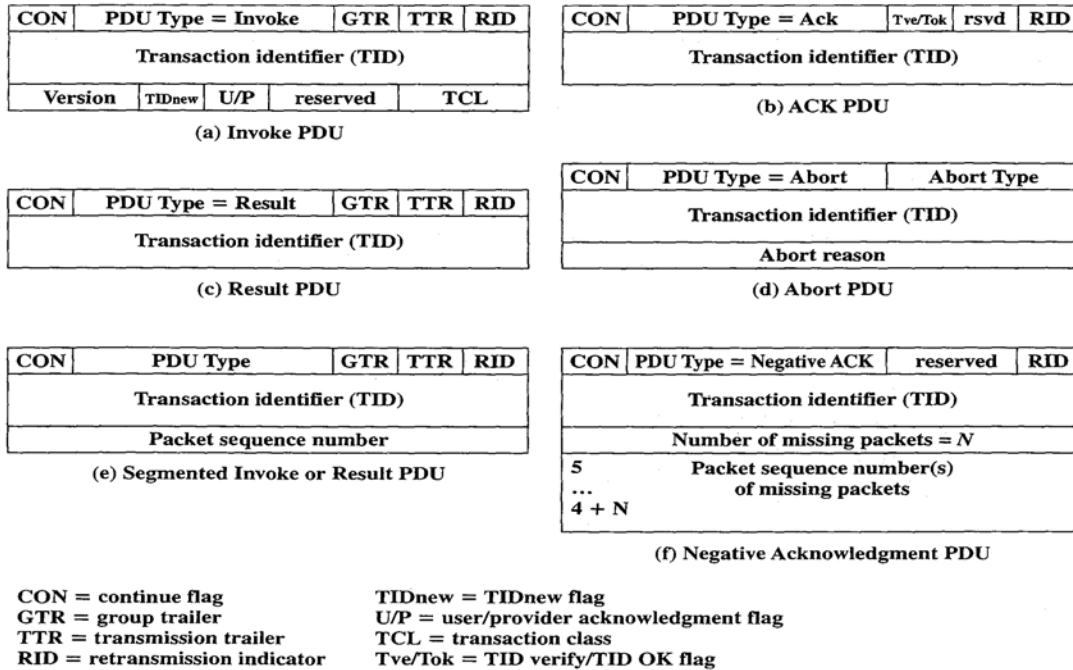 CON PDU Type = Invoke GTR TTR RID
Transaction identifier (TID)
Version TIDnew U/P reserved TCL
(a) Invoke PDU
CON PDU Type = Ack Tve/Tok rsvd RID
Transaction identifier (TID)
(b) ACK PDU
CON PDU Type = Result GTR TTR RID
Transaction identifier (TID)
(c) Result PDU
CON PDU Type = Abort Abort Type
Transaction identifier (TID)
Abort reason
(d) Abort PDU
CON PDU Type GTR TTR RID
Transaction identifier (TID)
Packet sequence number
(e) Segmented Invoke or Result PDU
CON PDU Type = Negative ACK reserved RID
Transaction identifier (TID)
Number of missing packets = N
5 Packet sequence number(s)
... of missing packets
4 + N
(f) Negative Acknowledgment PDU
CON = continue flag
GTR = group trailer
TTR = transmission trailer
RID = retransmission indicator
TIDnew = TIDnew flag
U/P = user/provider acknowledgment flag
TCL = transaction class
Tve/Tok = TID verify/TID OK flag